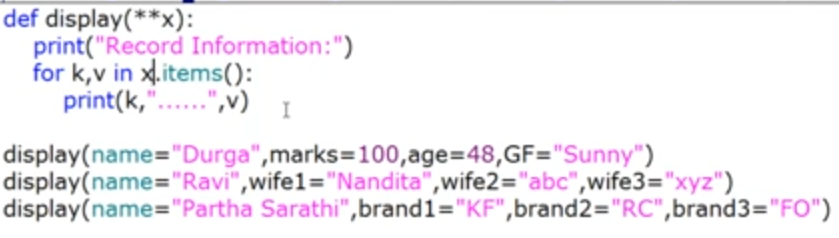 def display(**x):
    print("Record Information:")
    for k,v in x.items():
        print(k,"......",v)

display(name="Durga",marks=100,age=48,GF="Sunny")
display(name="Ravi",wife1="Nandita",wife2="abc",wife3="xyz")
display(name="Partha Sarathi",brand1="KF",brand2="RC",brand3="FO")